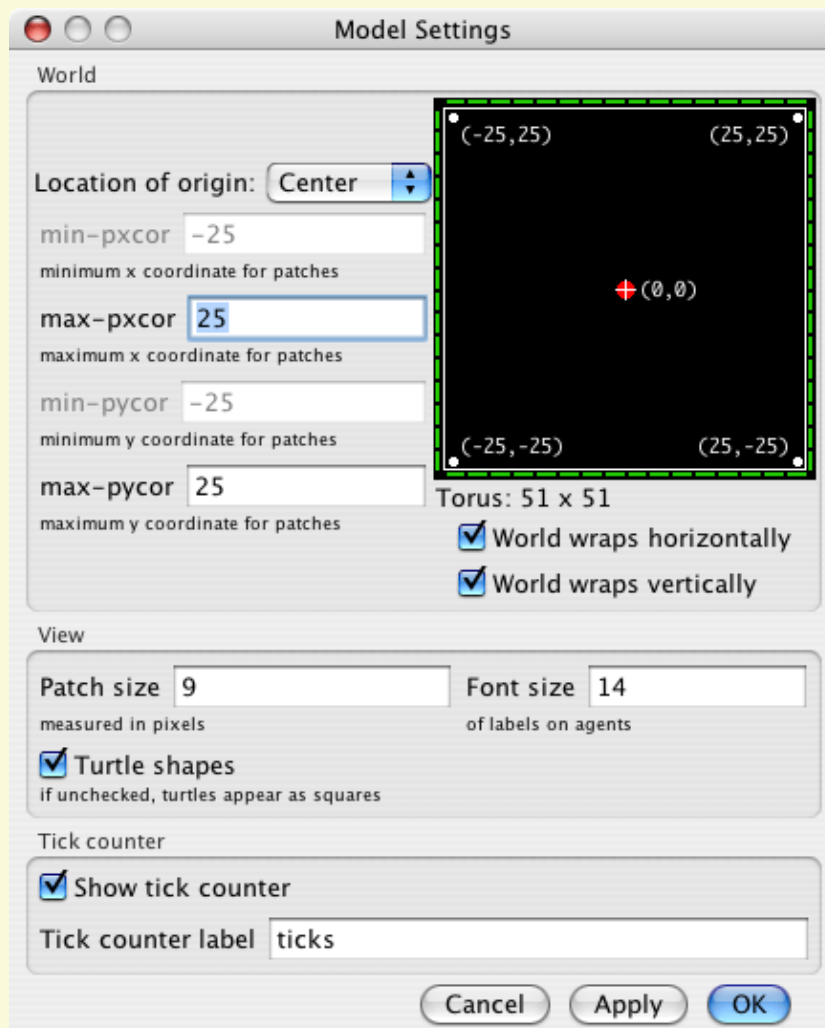 Model Settings
World
Location of origin: Center
min-pxcor -25
minimum x coordinate for patches
max-pxcor 25
maximum x coordinate for patches
min-pycor -25
minimum y coordinate for patches
max-pycor 25
maximum y coordinate for patches
(-25,25) (25,25)
(0,0)
(-25,-25) (25,-25)
Torus: 51 x 51
World wraps horizontally
World wraps vertically
View
Patch size 9 Font size 14
measured in pixels of labels on agents
Turtle shapes
if unchecked, turtles appear as squares
Tick counter
Show tick counter
Tick counter label ticks
Cancel Apply OK